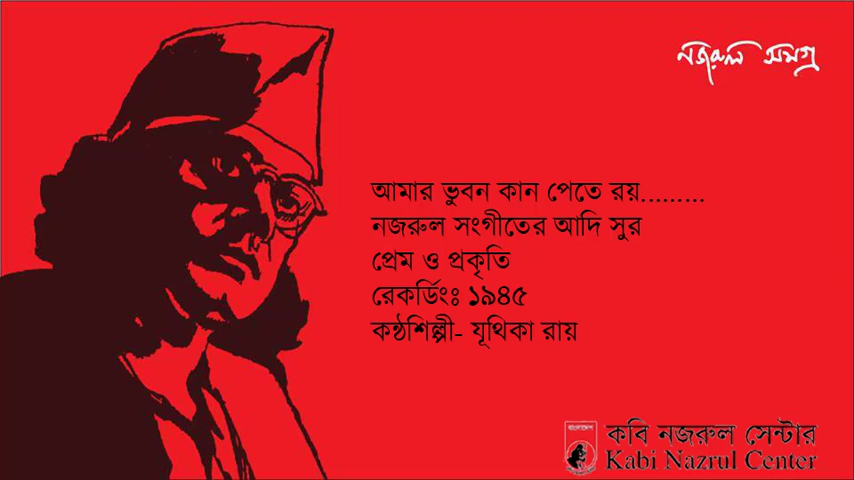 নজরুল সমগ্র
আমার ভুবন কান পেতে রয়.........
নজরুল সংগীতের আদি সুর
প্রেম ও প্রকৃতি
রেকর্ডিংঃ ১৯৪৫
কন্ঠশিল্পী- যূথিকা রায়
বাংলাদেশ
কবি নজরুল সেন্টার
Kabi Nazrul Center